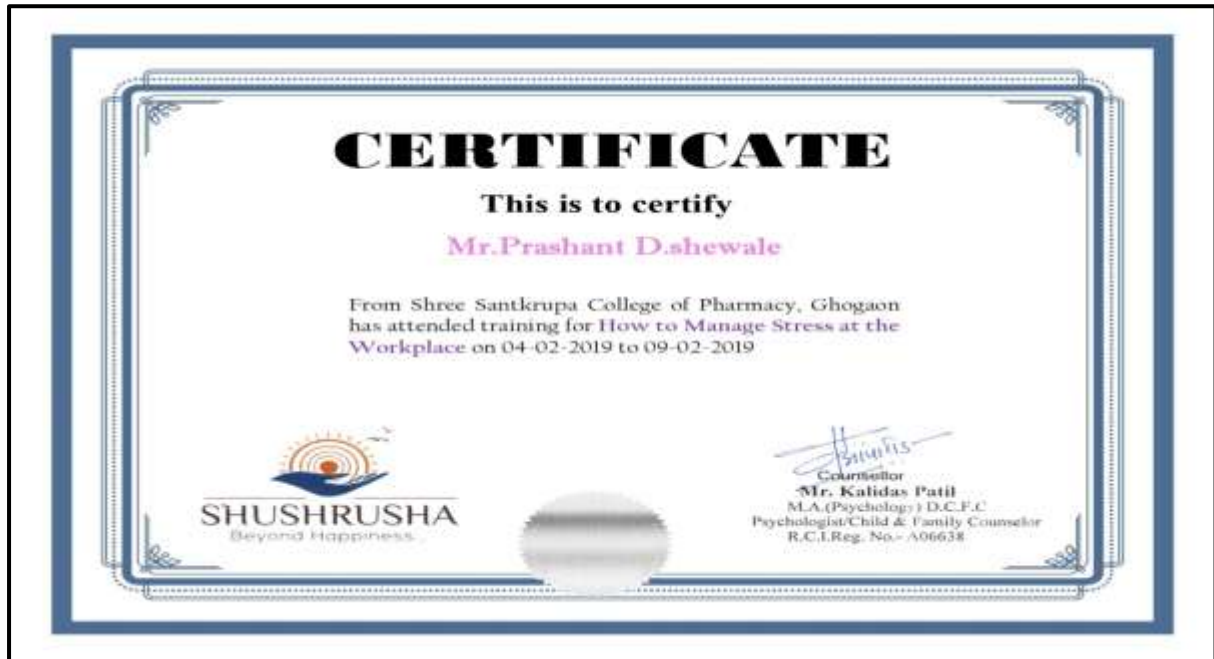 CERTIFICATE
This is to certify
Mr.Prashant D.shewale
From Shree Santkrupa College of Pharmacy, Ghogaon
has attended training for How to Manage Stress at the
Workplace on 04-02-2019 to 09-02-2019
SHUSHRUSHA
Beyond Happiness
Counsellor
Mr. Kalidas Patil
M.A.(Psychology) D.C.F.C
Psychologist/Child & Family Counselor
R.C.I.Reg. No.- A06638